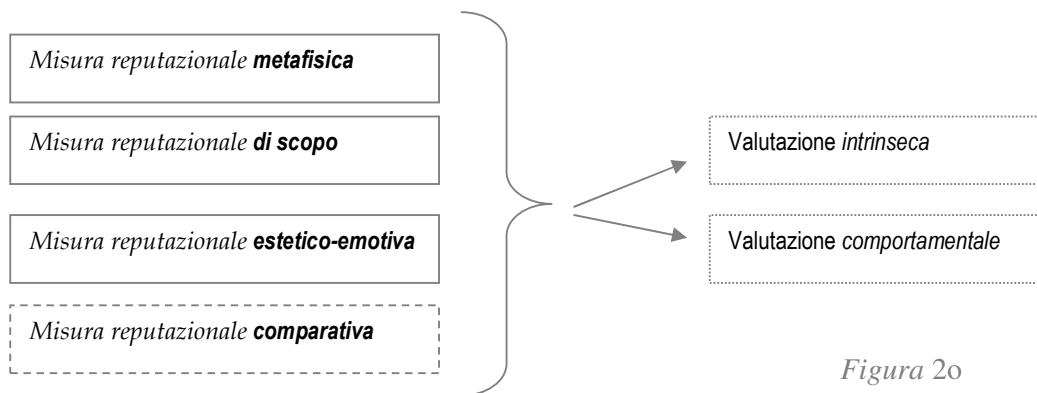 Misura reputazionale metafisica
Misura reputazionale di scopo
Misura reputazionale estetico-emotiva
Misura reputazionale comparativa
Valutazione intrinseca
Valutazione comportamentale
Figura 2o